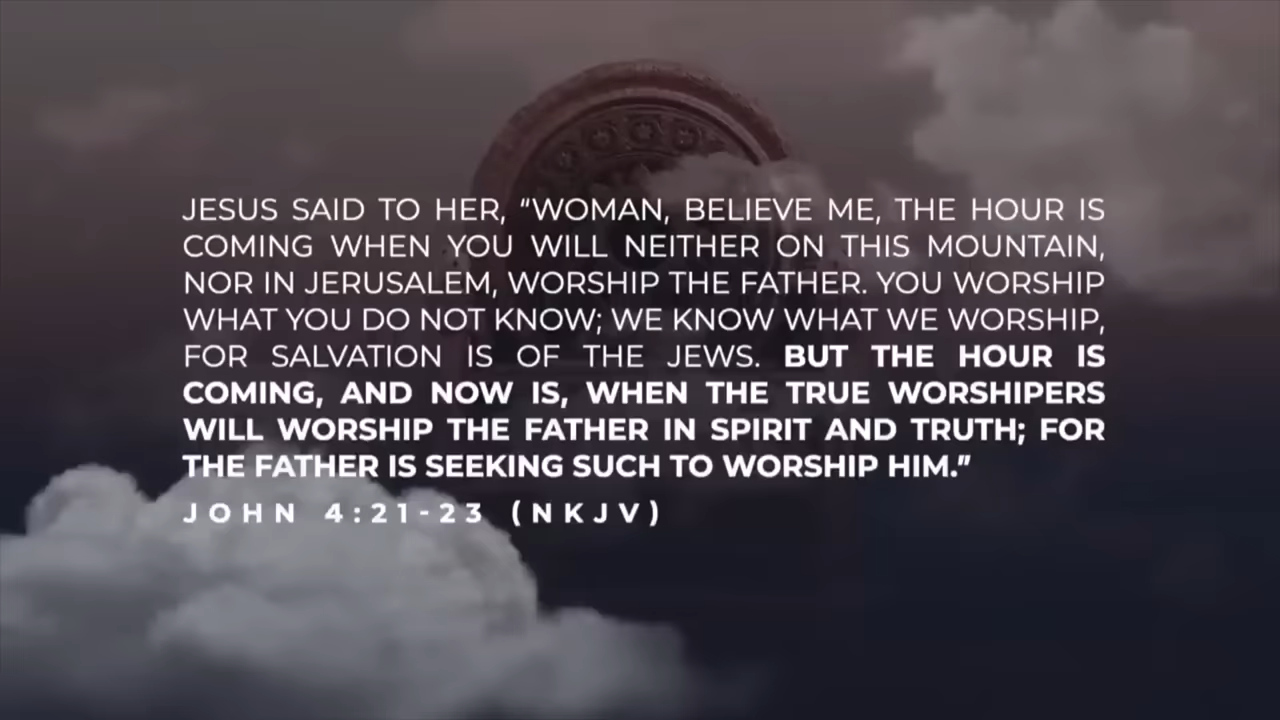 JESUS SAID TO HER, “WOMAN, BELIEVE ME, THE HOUR IS
COMING WHEN YOU WILL NEITHER ON THIS MOUNTAIN,
NOR IN JERUSALEM, WORSHIP THE FATHER. YOU WORSHIP
WHAT YOU DO NOT KNOW; WE KNOW WHAT WE WORSHIP,
FOR SALVATION IS OF THE JEWS. BUT THE HOUR IS
COMING, AND NOW IS, WHEN THE TRUE WORSHIPERS
WILL WORSHIP THE FATHER IN SPIRIT AND TRUTH; FOR
THE FATHER IS SEEKING SUCH TO WORSHIP HIM.”
JOHN 4:21-23 (NKJV)